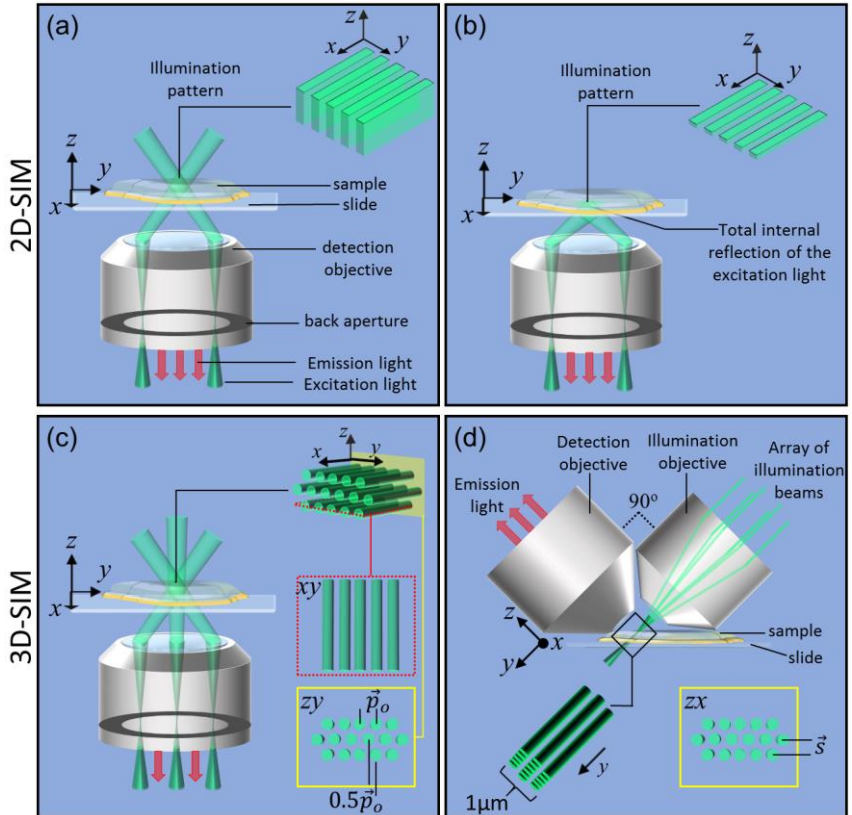 2D-SIM
(a)
Illumination
pattern
z
x
y
z
y
x
sample
slide
detection
objective
back aperture
Emission light
Excitation light
(b)
Illumination
pattern
z
x
y
z
y
x
Total internal
reflection of the
excitation light
3D-SIM
(c)
z
x
y
z
y
x
xy
zy
p⃗ₒ
0.5p⃗ₒ
(d)
Detection
objective
Illumination
objective
Array of
illumination
beams
Emission
light
90°
z
x
y
sample
slide
y
1μm
zx
s⃗